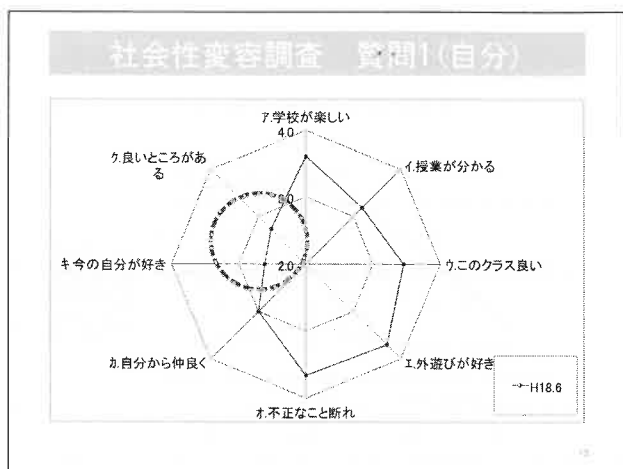 社会性変容調査 質問1(自分)
ア.学校が楽しい
4.0
ク.良いところがあ
る
イ.授業が分かる
3.0
キ.今の自分が好き
2.0
ウ.このクラス良い
カ.自分から仲良く
エ.外遊びが好き
H18.6
オ.不正なこと断れ